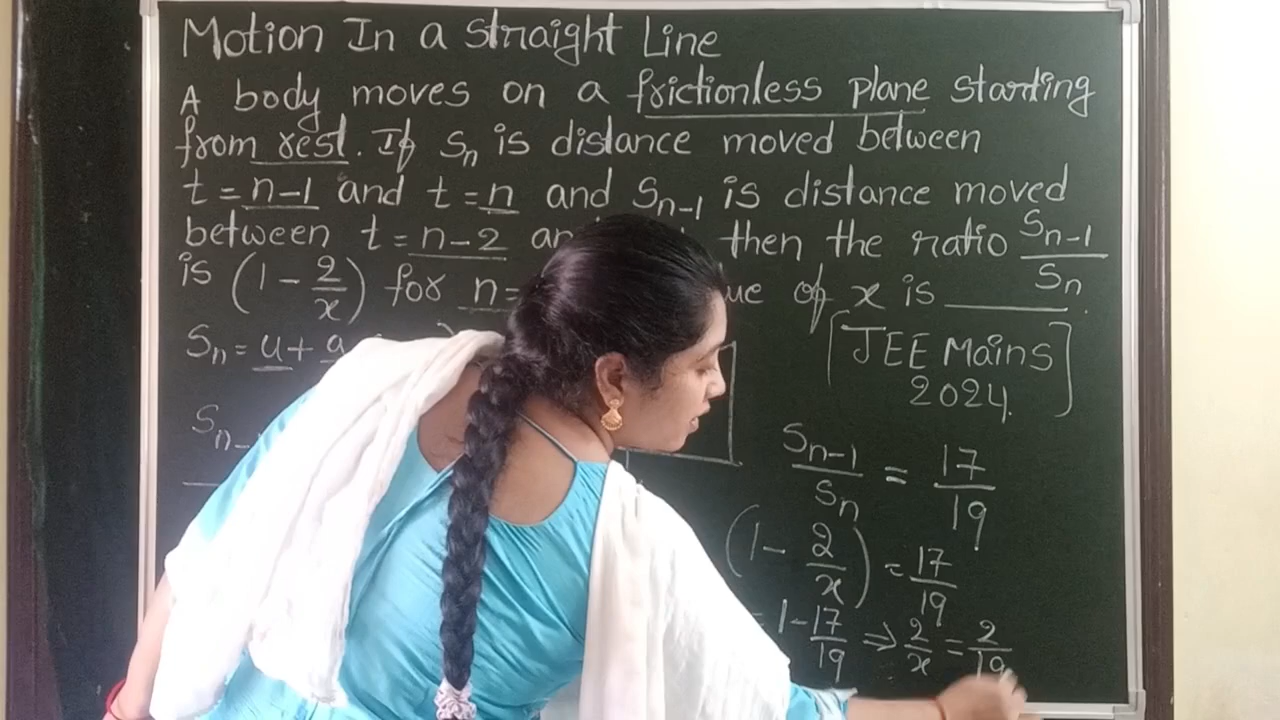 Motion In a Straight Line
A body moves on a frictionless plane starting
from rest. If Sn is distance moved between
t = n-1 and t = n and Sn-1 is distance moved
between t = n-2 then the ratio Sn-1/Sn
is (1 - 2/x) for n= of x is ____.
Sn = u +
[JEE Mains
2024]
Sn-1/Sn = 17/19
(1 - 2/x) = 17/19
= 1 - 17/19 ⇒ 2/x = 2/19